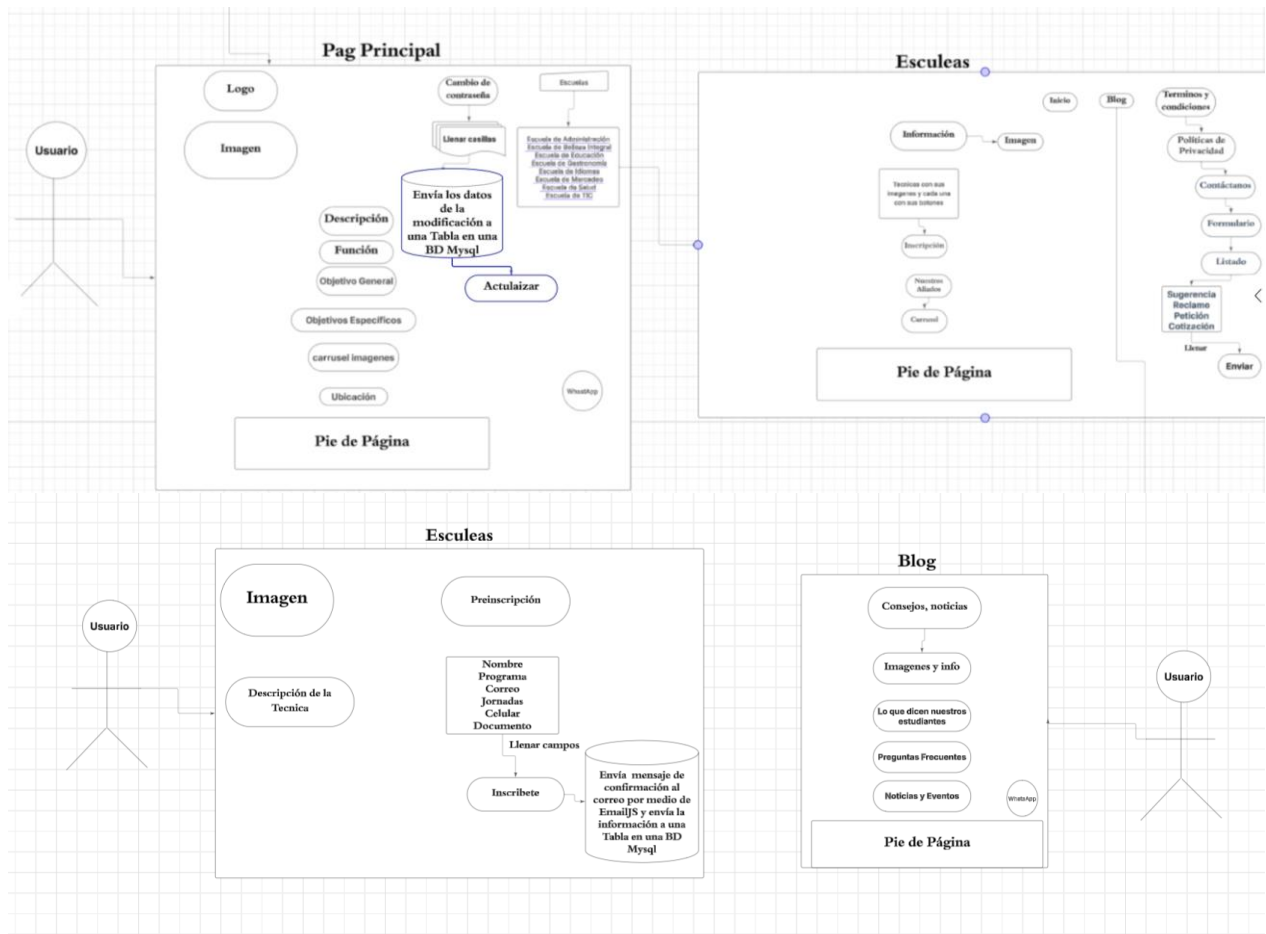 Pag Principal
Logo
Imagen
Usuario
Cambio de
contraseña
Llenar casillas
Envía los datos
de la
modificación a
una Tabla en una
BD Mysql
Actulaizar
Escuelas
Escuela de Administración
Escuela de Belleza Integral
Escuela de Educación
Escuela de Gastronomía
Escuela de Idiomas
Escuela de Mercadeo
Escuela de Salud
Escuela de TIC
Descripción
Función
Objetivo General
Objetivos Específicos
carrusel imagenes
Ubicación
WhatApp
Pie de Página
Esculeas
Inicio
Blog
Terminos y
condiciones
Información
Imagen
Políticas de
Privacidad
Contáctanos
Formulario
Listado
Sugerencia
Reclamo
Petición
Cotización
Llenar
Enviar
Tecnicas con sus
imagenes y cada una
con sus botones
Inscripción
Nuestros
Aliados
Carrusel
Pie de Página
Esculeas
Usuario
Imagen
Descripción de la
Tecnica
Preinscripción
Nombre
Programa
Correo
Jornadas
Celular
Documento
Llenar campos
Inscribete
Envía mensaje de
confirmación al
correo por medio de
EmailJS y envía la
información a una
Tabla en una BD
Mysql
Blog
Consejos, noticias
Imagenes y info
Lo que dicen nuestros
estudiantes
Preguntas Frecuentes
Noticias y Eventos
WhatsApp
Pie de Página
Usuario